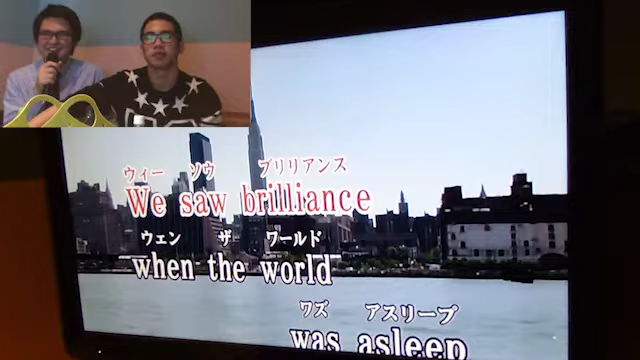 ウィー ソウ ブリリアンス
We saw brilliance
ウェン ザ ワールド
when the world
ワズ アスリープ
was asleep